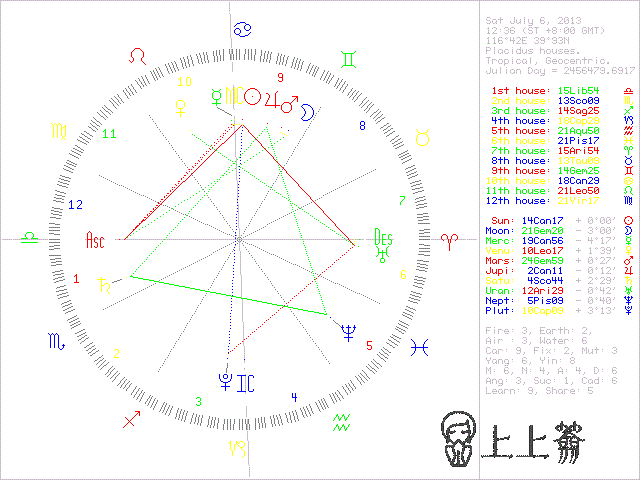 Sat July 6, 2013
12:36 (ST +8:00 GMT)
116°42E 39°93N
Placidus houses.
Tropical, Geocentric.
Julian Day = 2456479.6917
1st house: 15Lib54
2nd house: 13Sco09
3rd house: 14Sag25
4th house: 18Cap29
5th house: 21Aqu50
6th house: 21Pis17
7th house: 15Ari54
8th house: 13Tau09
9th house: 14Gem25
10th house: 18Can29
11th house: 21Leo50
12th house: 21Vir17
Sun: 14Can17 + 0°00'
Moon: 21Gem20 - 3°00'
Merc: 19Can56 - 4°17'
Venu: 10Leo17 + 1°39'
Mars: 24Gem59 + 0°27'
Jupi: 2Can11 - 0°12'
Satu: 4Sco44 + 2°29'
Uran: 12Ari29 - 0°42'
Nept: 5Pis09 - 0°40'
Plut: 10Cap09 + 3°13'
Fire: 3, Earth: 2,
Air : 3, Water: 6
Car: 9, Fix: 2, Mut: 3
Yang: 6, Yin: 8
M: 6, N: 4, A: 4, D: 6
Ang: 3, Suc: 1, Cad: 6
Learn: 9, Share: 5
10
9
MC
11
8
12
7
Asc
Des
1
6
2
5
3
4
IC
上上籤